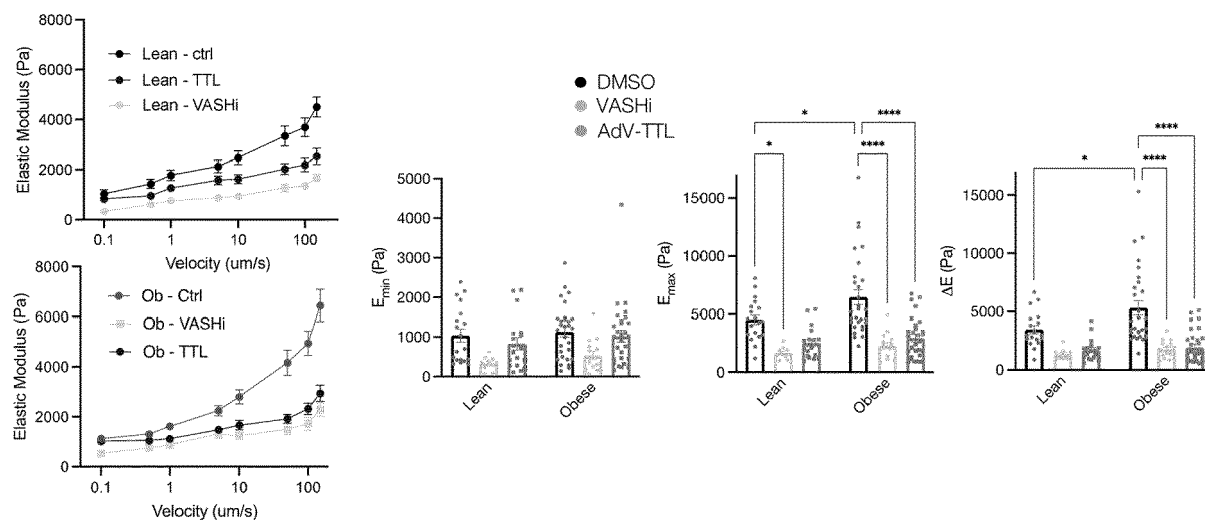 8000
6000
4000
2000
0
Elastic Modulus (Pa)
Lean - ctrl
Lean - TTL
Lean - VASHi
0.1
1
10
100
Velocity (um/s)
8000
6000
4000
2000
0
Elastic Modulus (Pa)
Ob - Ctrl
Ob - VASHi
Ob - TTL
0.1
1
10
100
Velocity (um/s)
DMSO
VASHi
AdV-TTL
5000
4000
3000
2000
1000
0
Emin (Pa)
Lean
Obese
*
****
*
****
15000
10000
5000
0
Emax (Pa)
Lean
Obese
****
*
****
15000
10000
5000
0
ΔE (Pa)
Lean
Obese